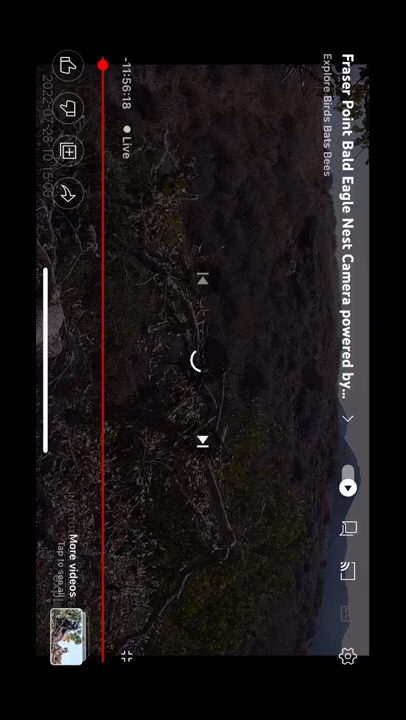 Fraser Point Bald Eagle Nest Camera powered by...
Explore Birds Bats Bees
-11:56:18
Live
More videos
Tap to see all